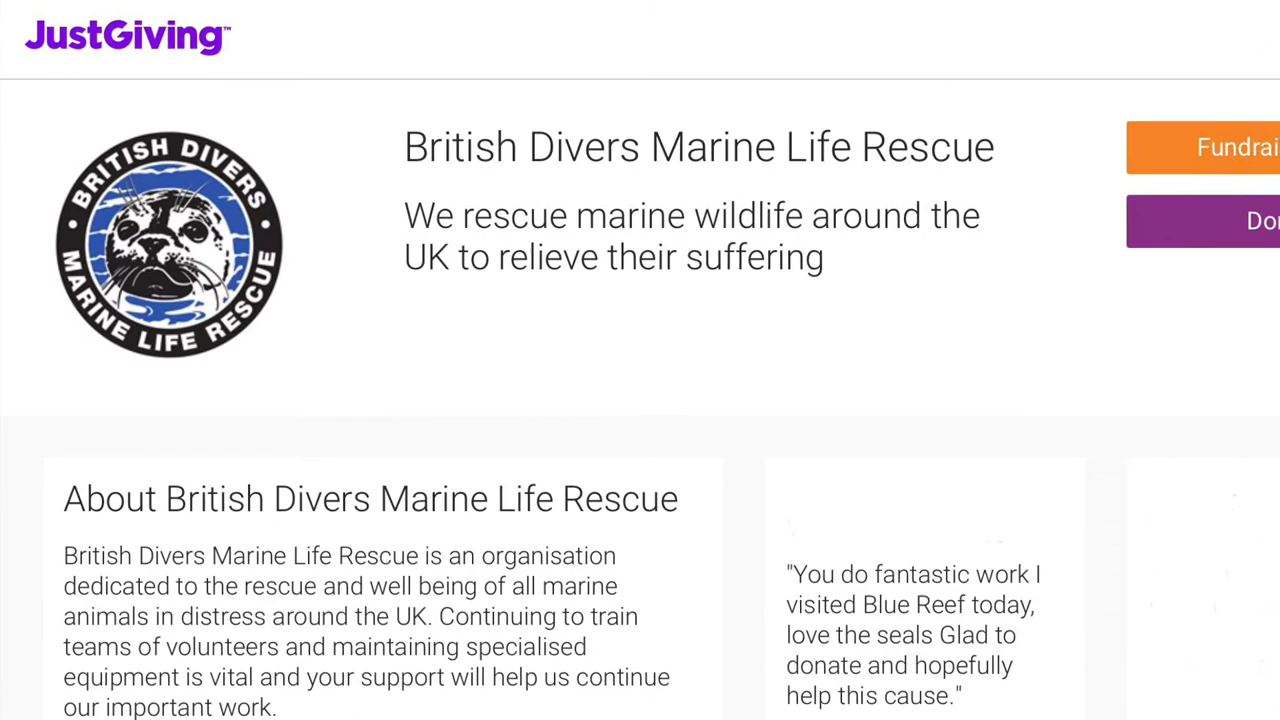 JustGiving™
BRITISH DIVERS
MARINE LIFE RESCUE
British Divers Marine Life Rescue
We rescue marine wildlife around the
UK to relieve their suffering
About British Divers Marine Life Rescue
British Divers Marine Life Rescue is an organisation
dedicated to the rescue and well being of all marine
animals in distress around the UK. Continuing to train
teams of volunteers and maintaining specialised
equipment is vital and your support will help us continue
our important work.
"You do fantastic work I
visited Blue Reef today,
love the seals Glad to
donate and hopefully
help this cause."